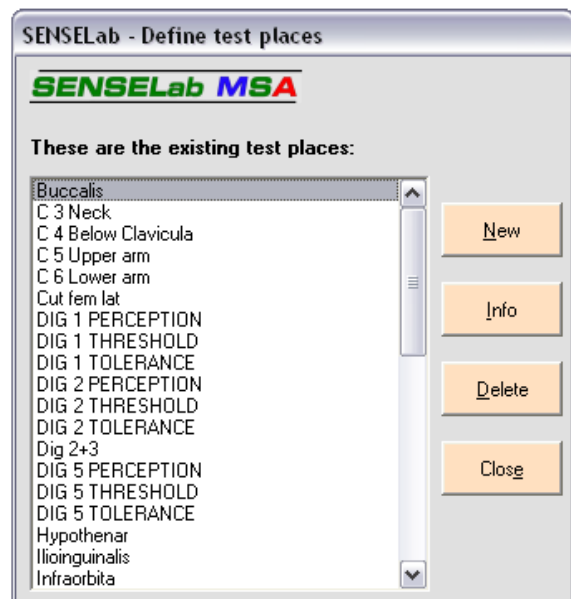 SENSELab - Define test places
SENSELab MSA
These are the existing test places:
Buccalis
C 3 Neck
C 4 Below Clavicula
C 5 Upper arm
C 6 Lower arm
Cut fem lat
DIG 1 PERCEPTION
DIG 1 THRESHOLD
DIG 1 TOLERANCE
DIG 2 PERCEPTION
DIG 2 THRESHOLD
DIG 2 TOLERANCE
Dig 2+3
DIG 5 PERCEPTION
DIG 5 THRESHOLD
DIG 5 TOLERANCE
Hypothenar
Ilioinguinalis
Infraorbita
New
Info
Delete
Close